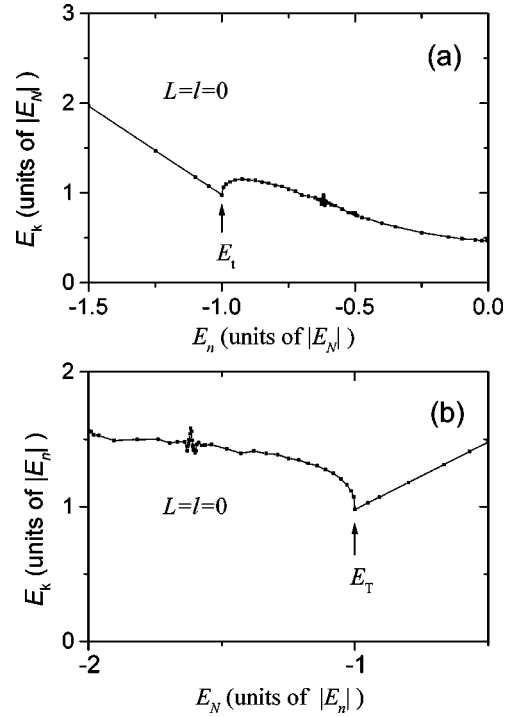 3
(a)
L=l=0
2
E_k (units of |E_N|)
1
E_t
0
-1.5 -1.0 -0.5 0.0
E_n (units of |E_N| )
2
(b)
E_k (units of |E_n|)
1
L=l=0
E_T
0
-2 -1
E_N (units of |E_n|)